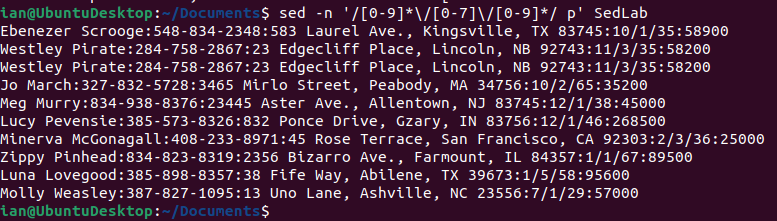 ian@UbuntuDesktop:~/Documents$ sed -n '/[0-9]*\/[0-7]\/[0-9]*/ p' SedLab
Ebenezer Scrooge:548-834-2348:583 Laurel Ave., Kingsville, TX 83745:10/1/35:58900
Westley Pirate:284-758-2867:23 Edgecliff Place, Lincoln, NB 92743:11/3/35:58200
Westley Pirate:284-758-2867:23 Edgecliff Place, Lincoln, NB 92743:11/3/35:58200
Jo March:327-832-5728:3465 Mirlo Street, Peabody, MA 34756:10/2/65:35200
Meg Murry:834-938-8376:23445 Aster Ave., Allentown, NJ 83745:12/1/38:45000
Lucy Pevensie:385-573-8326:832 Ponce Drive, Gzary, IN 83756:12/1/46:268500
Minerva McGonagall:408-233-8971:45 Rose Terrace, San Francisco, CA 92303:2/3/36:25000
Zippy Pinhead:834-823-8319:2356 Bizarro Ave., Farmount, IL 84357:1/1/67:89500
Luna Lovegood:385-898-8357:38 Fife Way, Abilene, TX 39673:1/5/58:95600
Molly Weasley:387-827-1095:13 Uno Lane, Ashville, NC 23556:7/1/29:57000
ian@UbuntuDesktop:~/Documents$